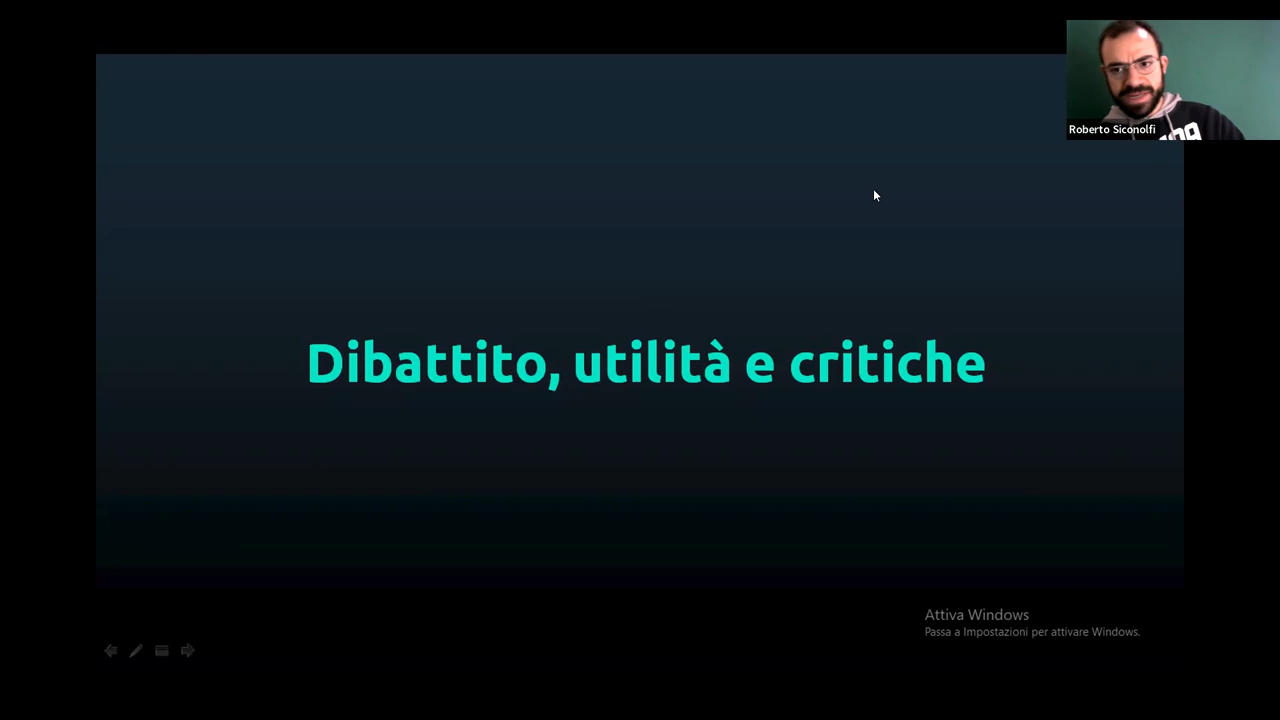 Roberto Siconolfi
Dibattito, utilità e critiche
Attiva Windows
Passa a Impostazioni per attivare Windows.